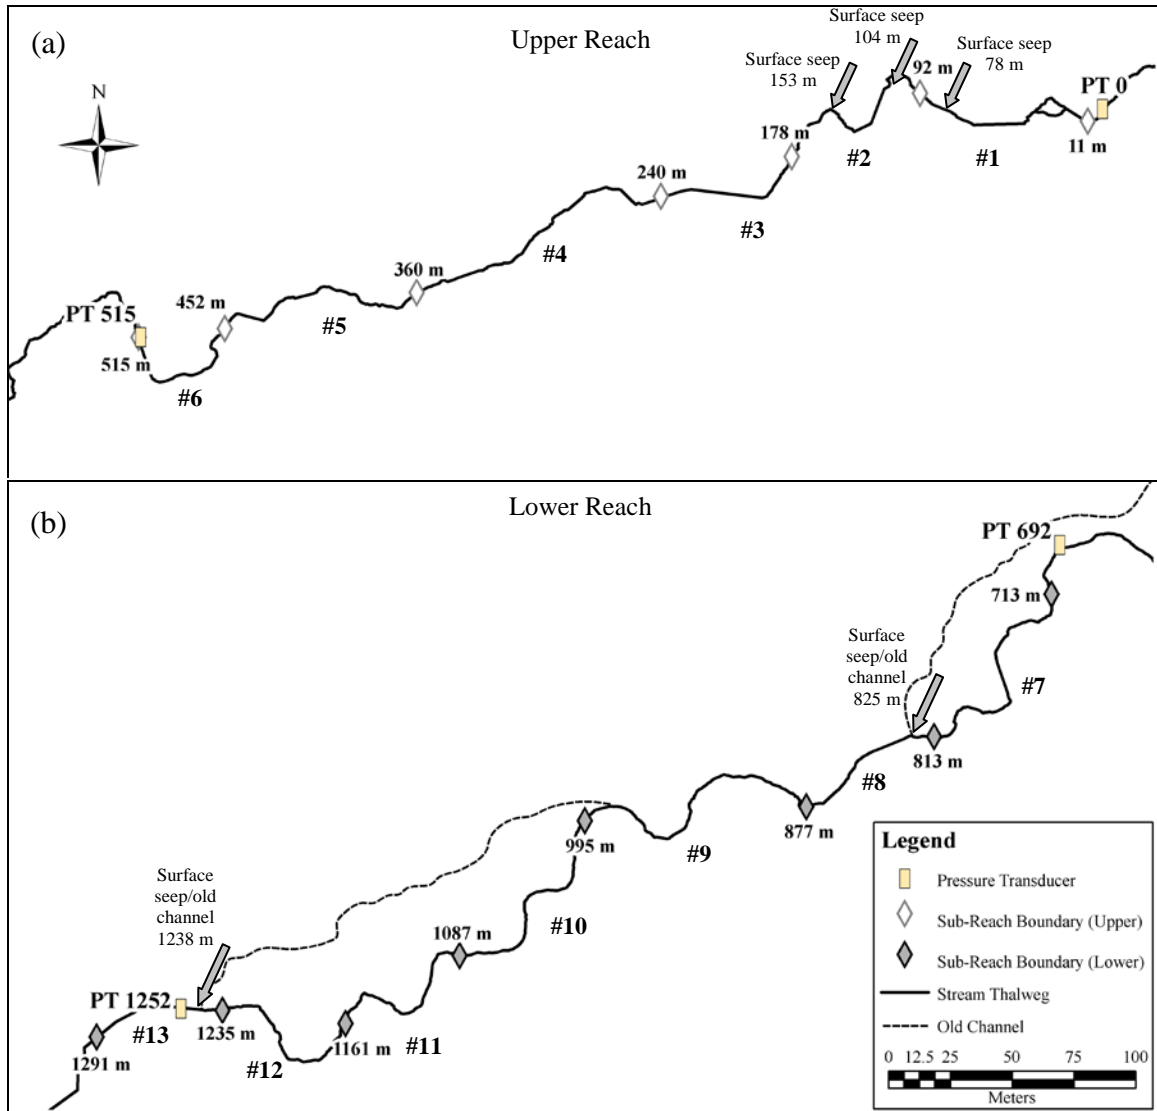 (a)
Upper Reach
Surface seep
104 m
Surface seep
153 m
92 m
Surface seep
78 m
PT 0
11 m
N
178 m
#2
#1
240 m
#3
#4
360 m
452 m
#5
PT 515
515 m
#6
(b)
Lower Reach
PT 692
713 m
Surface
seep/old
channel
825 m
#7
813 m
#8
877 m
995 m
#9
#10
Surface
seep/old
channel
1238 m
1087 m
PT 1252
#13
1235 m
1161 m
#11
1291 m
#12
Legend
Pressure Transducer
Sub-Reach Boundary (Upper)
Sub-Reach Boundary (Lower)
Stream Thalweg
Old Channel
0 12.5 25 50 75 100
Meters